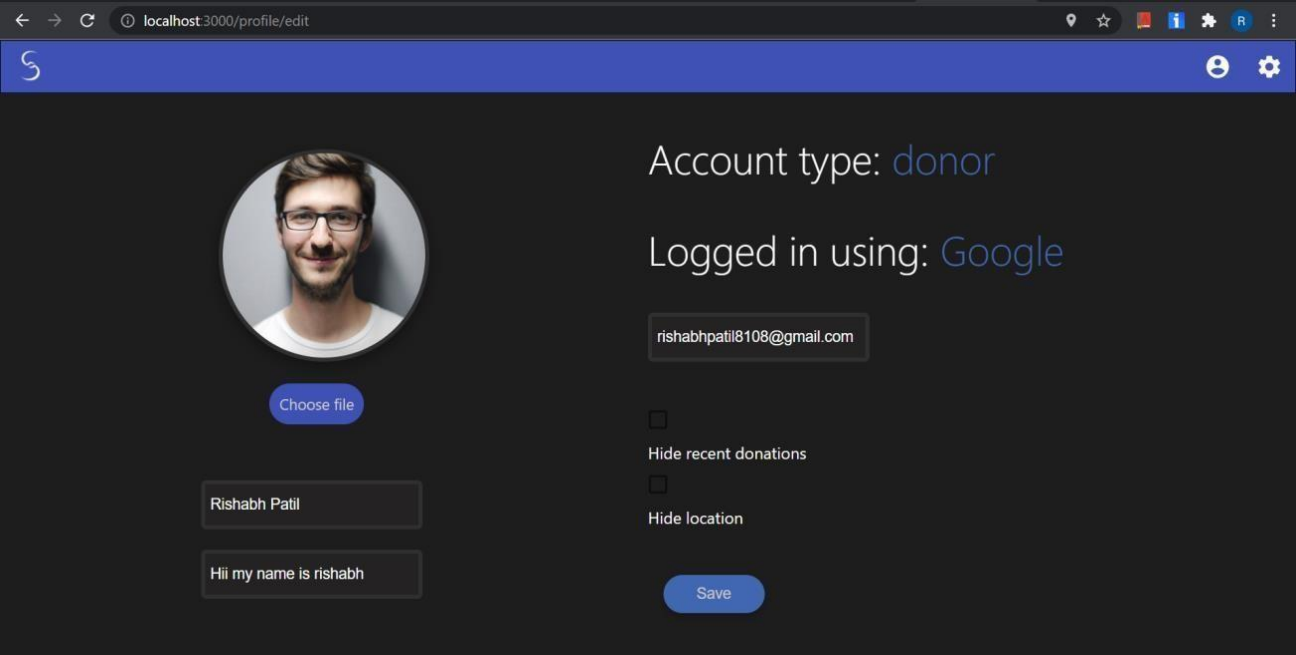 localhost:3000/profile/edit
R
Account type: donor
Logged in using: Google
rishabhpatil8108@gmail.com
Choose file
Hide recent donations
Rishabh Patil
Hide location
Hii my name is rishabh
Save